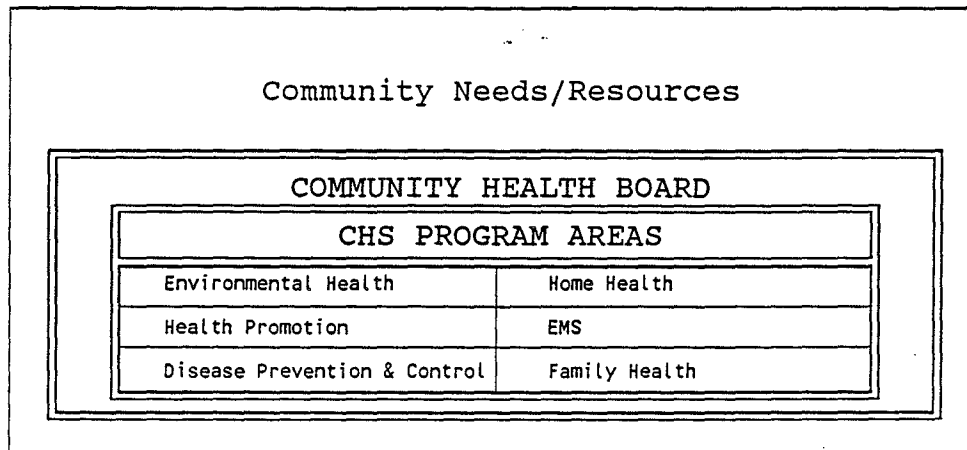 Community Needs/Resources
COMMUNITY HEALTH BOARD
CHS PROGRAM AREAS
Environmental Health Home Health
Health Promotion EMS
Disease Prevention & Control Family Health